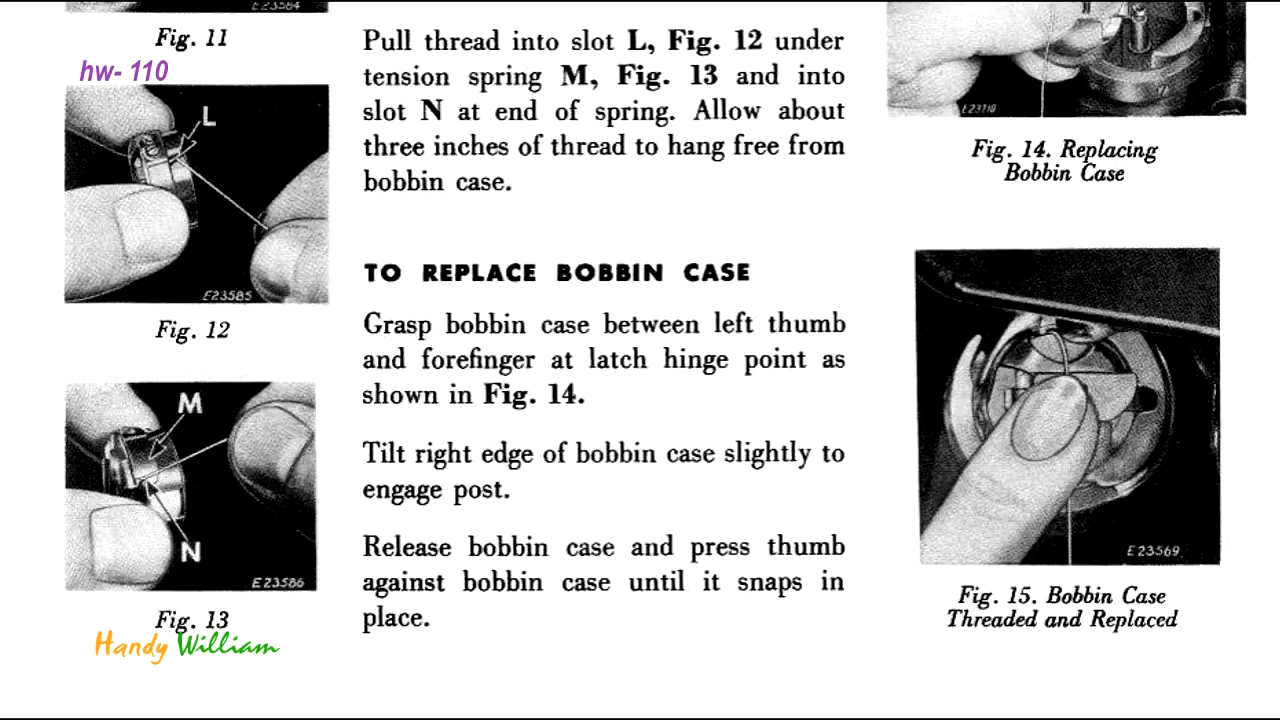 E23584
Fig. 11
hw- 110
L
E23585
Fig. 12
M
N
E23586
Fig. 13
Handy William
Pull thread into slot L, Fig. 12 under
tension spring M, Fig. 13 and into
slot N at end of spring. Allow about
three inches of thread to hang free from
bobbin case.
TO REPLACE BOBBIN CASE
Grasp bobbin case between left thumb
and forefinger at latch hinge point as
shown in Fig. 14.
Tilt right edge of bobbin case slightly to
engage post.
Release bobbin case and press thumb
against bobbin case until it snaps in
place.
E23710
Fig. 14. Replacing
Bobbin Case
E23569
Fig. 15. Bobbin Case
Threaded and Replaced